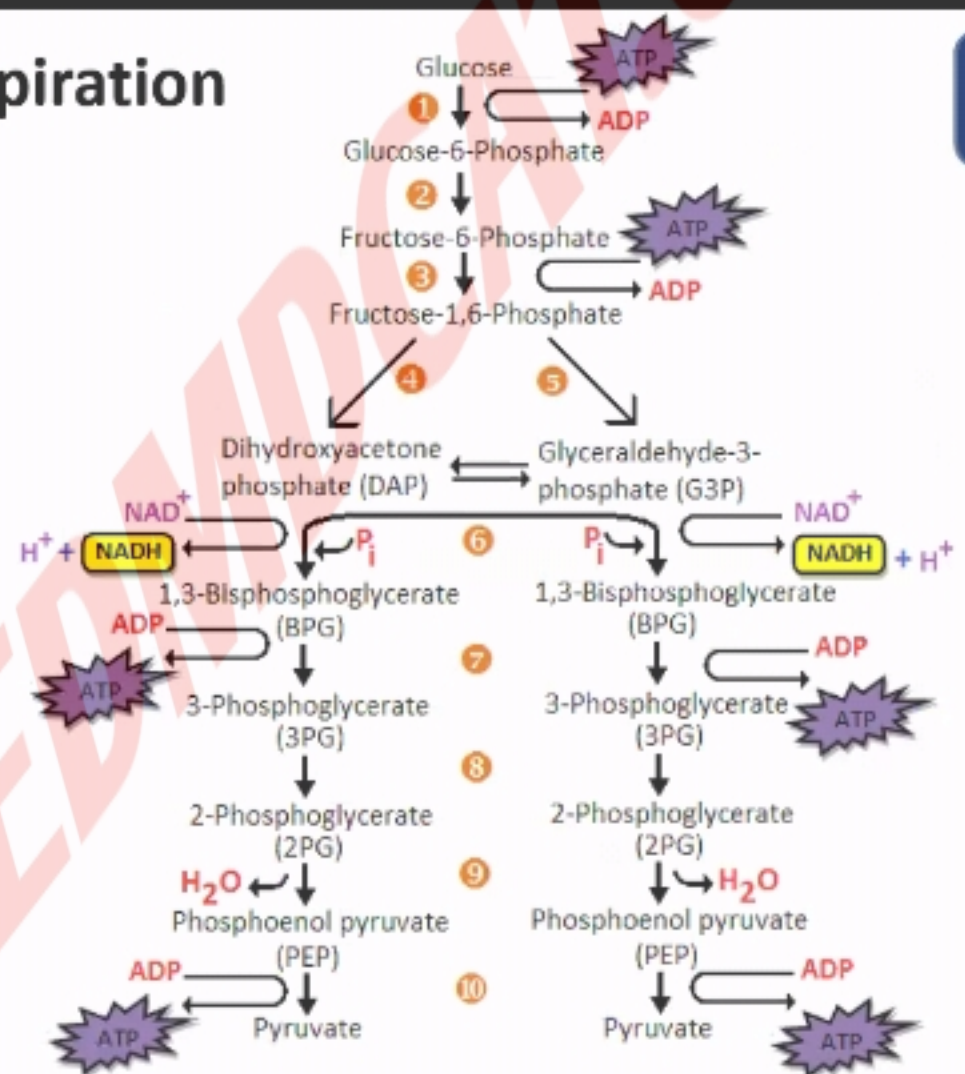 piration
Glucose
ATP
1
ADP
Glucose-6-Phosphate
2
Fructose-6-Phosphate
ATP
3
ADP
Fructose-1,6-Phosphate
4
5
Dihydroxyacetone
phosphate (DAP)
Glyceraldehyde-3-
phosphate (G3P)
NAD+
H+ + NADH
Pi
6
Pi
NAD+
NADH + H+
1,3-BIsphosphoglycerate
(BPG)
1,3-Bisphosphoglycerate
(BPG)
ADP
ATP
7
ADP
ATP
3-Phosphoglycerate
(3PG)
3-Phosphoglycerate
(3PG)
8
2-Phosphoglycerate
(2PG)
2-Phosphoglycerate
(2PG)
H2O
9
H2O
Phosphoenol pyruvate
(PEP)
Phosphoenol pyruvate
(PEP)
ADP
ATP
10
ADP
ATP
Pyruvate
Pyruvate
EDMDCAT